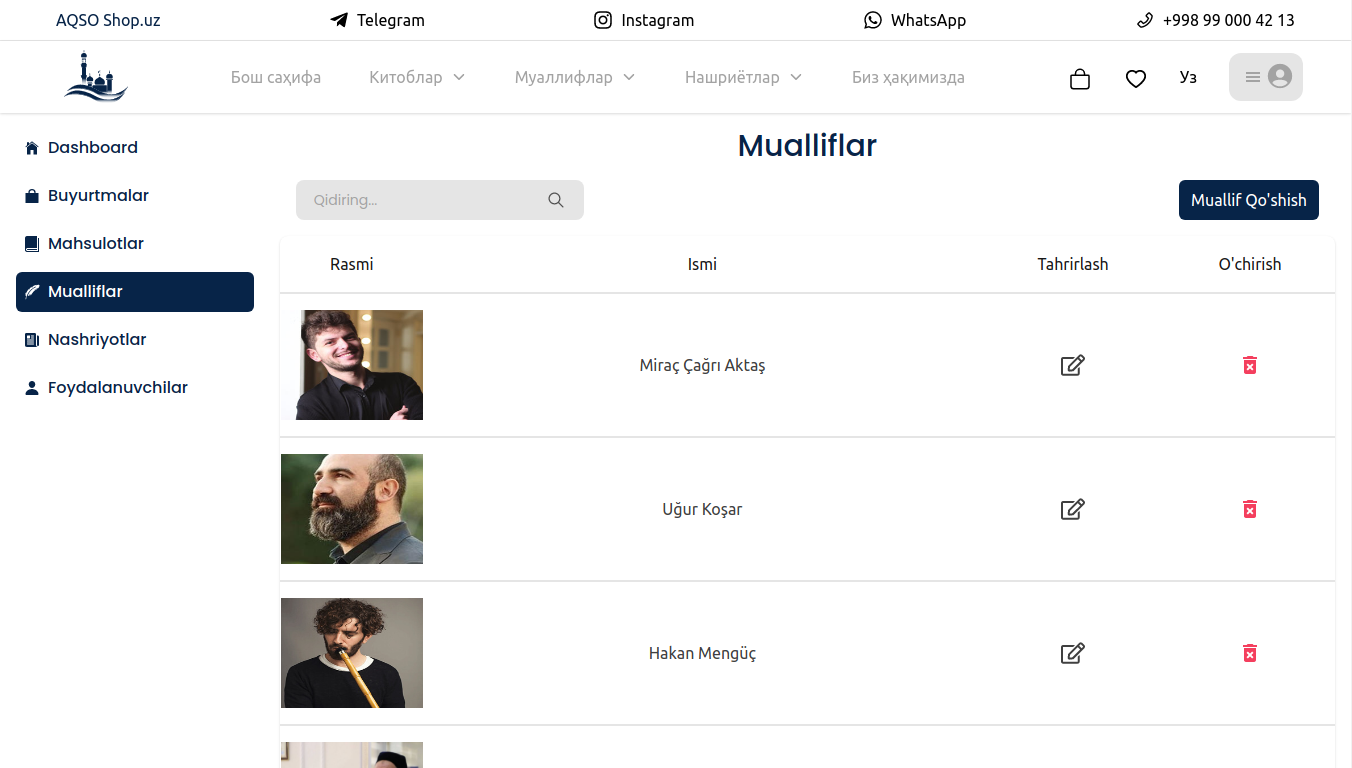 AQSO Shop.uz Telegram Instagram WhatsApp +998 99 000 42 13
Бош саҳифа Китоблар Муаллифлар Нашриётлар Биз ҳақимизда Уз
Dashboard
Buyurtmalar
Mahsulotlar
Mualliflar
Nashriyotlar
Foydalanuvchilar
Mualliflar
Qidiring...
Muallif Qo'shish
Rasmi Ismi Tahrirlash O'chirish
Miraç Çağrı Aktaş
Uğur Koşar
Hakan Mengüç